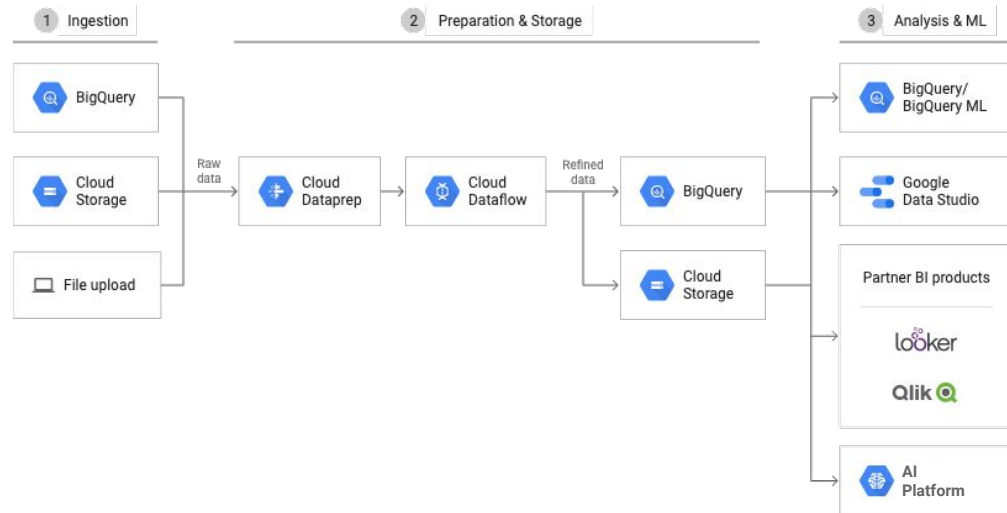 1 Ingestion
2 Preparation & Storage
3 Analysis & ML
BigQuery
Cloud
Storage
File upload
Raw
data
Cloud
Dataprep
Cloud
Dataflow
Refined
data
BigQuery
Cloud
Storage
BigQuery/
BigQuery ML
Google
Data Studio
Partner BI products
looker
Qlik
AI
Platform